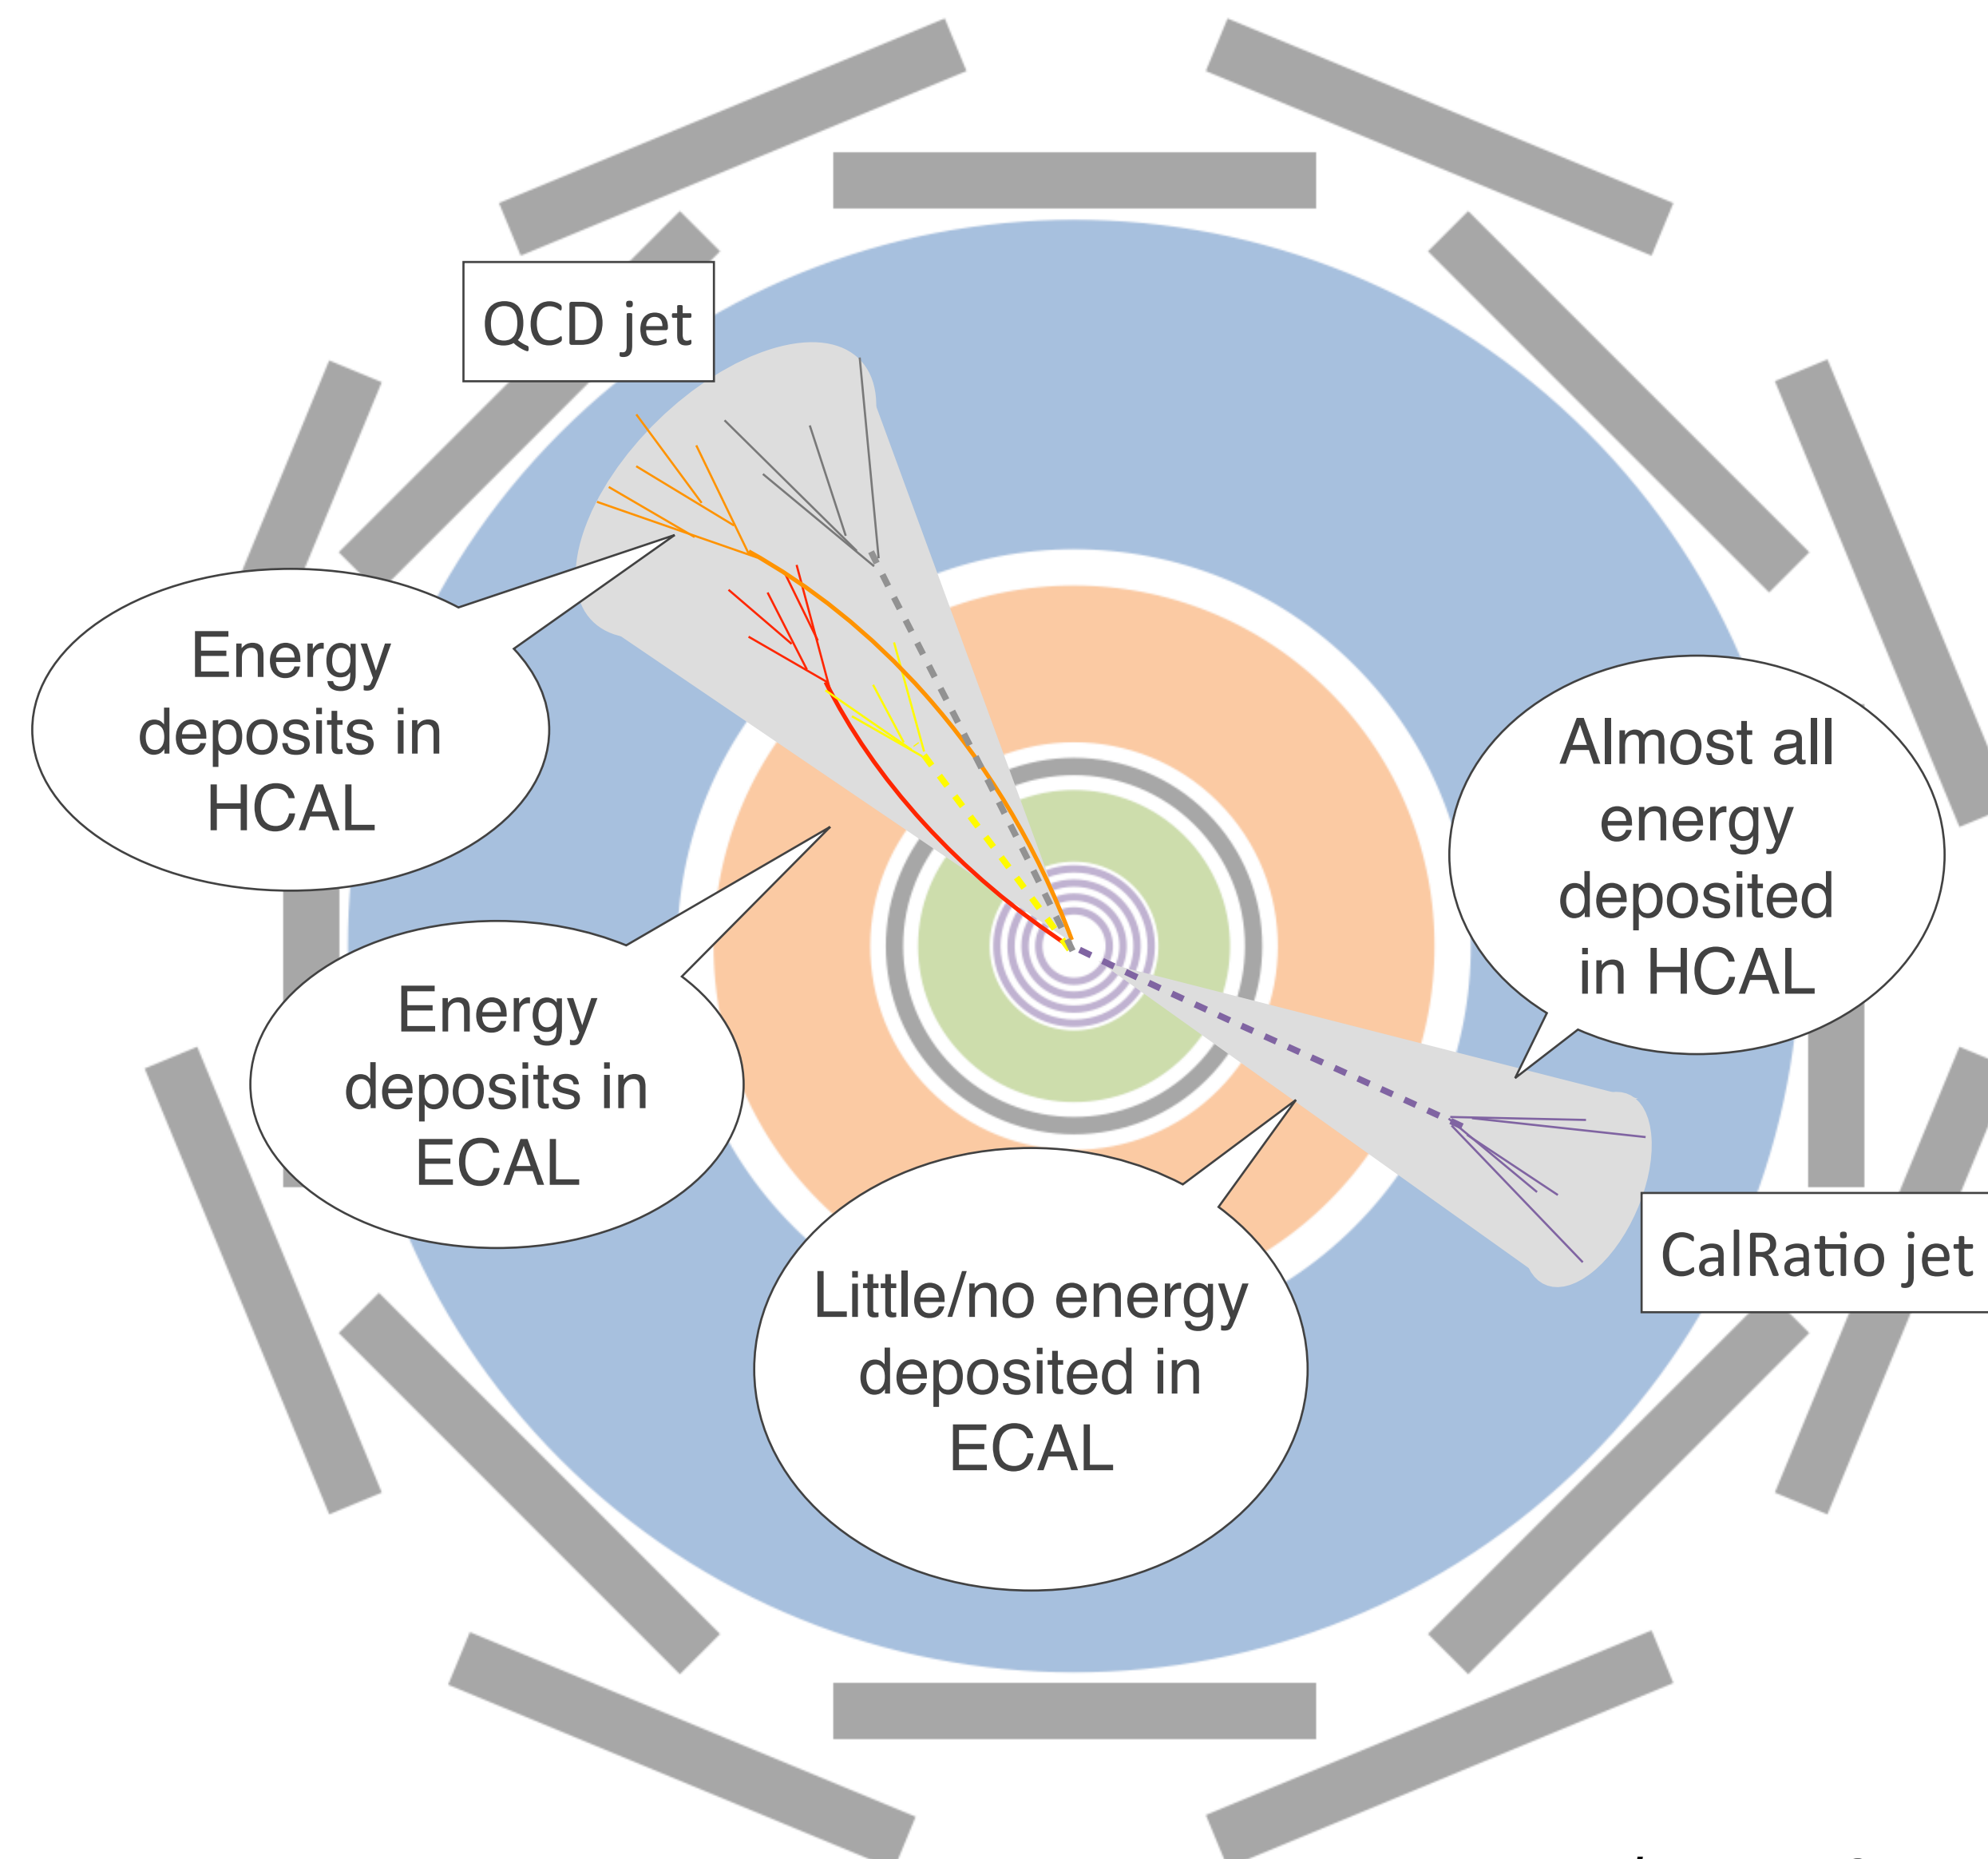 QCD jet
Energy
deposits in
HCAL
Almost all
energy
deposited
in HCAL
Energy
deposits in
ECAL
CalRatio jet
Little/no energy
deposited in
ECAL